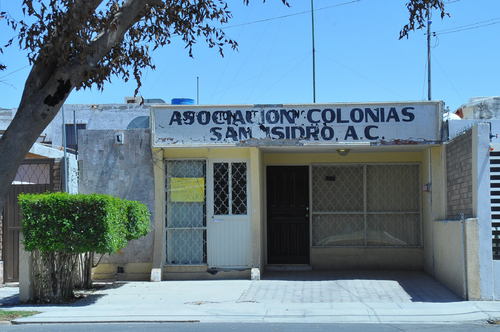 ASOCIACION COLONIAS
SAN ISIDRO, A.C.